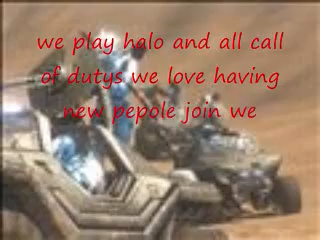 we play halo and all call
of dutys we love having
new pepole join we